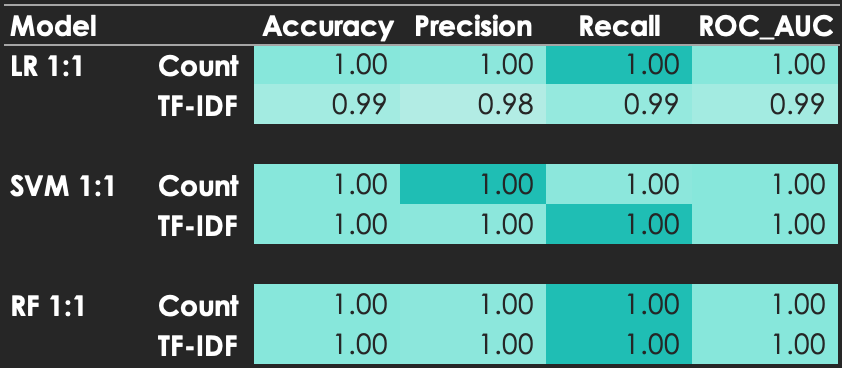 Model Accuracy Precision Recall ROC_AUC
LR 1:1 Count 1.00 1.00 1.00 1.00
TF-IDF 0.99 0.98 0.99 0.99
SVM 1:1 Count 1.00 1.00 1.00 1.00
TF-IDF 1.00 1.00 1.00 1.00
RF 1:1 Count 1.00 1.00 1.00 1.00
TF-IDF 1.00 1.00 1.00 1.00